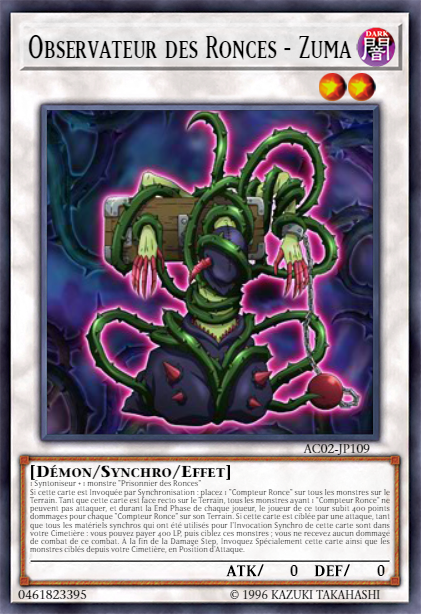 OBSERVATEUR DES RONCES - ZUMA
DARK
闇
AC02-JP109
[DÉMON/SYNCHRO/EFFET]
1 Syntoniseur + 1 monstre "Prisonnier des Ronces"
Si cette carte est Invoquée par Synchronisation : placez 1 "Compteur Ronce" sur tous les monstres sur le
Terrain. Tant que cette carte est face recto sur le Terrain, tous les monstres ayant 1 "Compteur Ronce" ne
peuvent pas attaquer, et durant la End Phase de chaque joueur, le joueur de ce tour subit 400 points
dommages pour chaque "Compteur Ronce" sur son Terrain. Si cette carte est ciblée par une attaque, tant
que tous les matériels synchros qui ont été utilisés pour l'Invocation Synchro de cette carte sont dans
votre Cimetière : vous pouvez payer 400 LP, puis ciblez ces monstres ; vous ne recevez aucun dommage
de combat de ce combat. À la fin de la Damage Step, Invoquez Spécialement cette carte ainsi que les
monstres ciblés depuis votre Cimetière, en Position d'Attaque.
ATK/ 0 DEF/ 0
0461823395
© 1996 KAZUKI TAKAHASHI